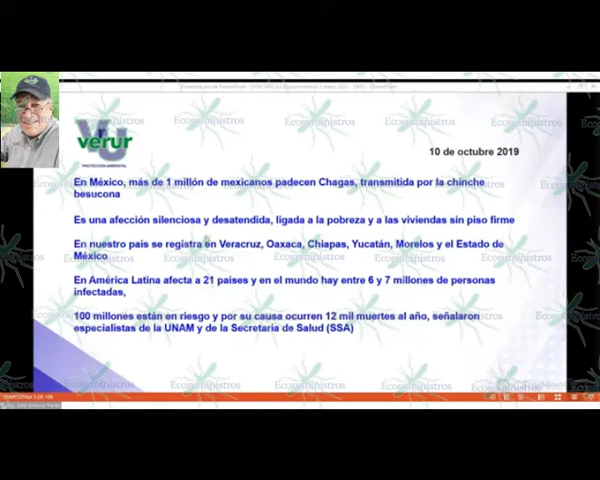 verur
PROTECCIÓN AMBIENTAL
10 de octubre 2019
En México, más de 1 millón de mexicanos padecen Chagas, transmitida por la chinche
besucona
Es una afección silenciosa y desatendida, ligada a la pobreza y a las viviendas sin piso firme
En nuestro pais se registra en Veracruz, Oaxaca, Chiapas, Yucatán, Morelos y el Estado de
México
En América Latina afecta a 21 países y en el mundo hay entre 6 y 7 millones de personas
infectadas,
100 millones están en riesgo y por su causa ocurren 12 mil muertes al año, señalaron
especialistas de la UNAM y de la Secretaría de Salud (SSA)
Ecosuministros